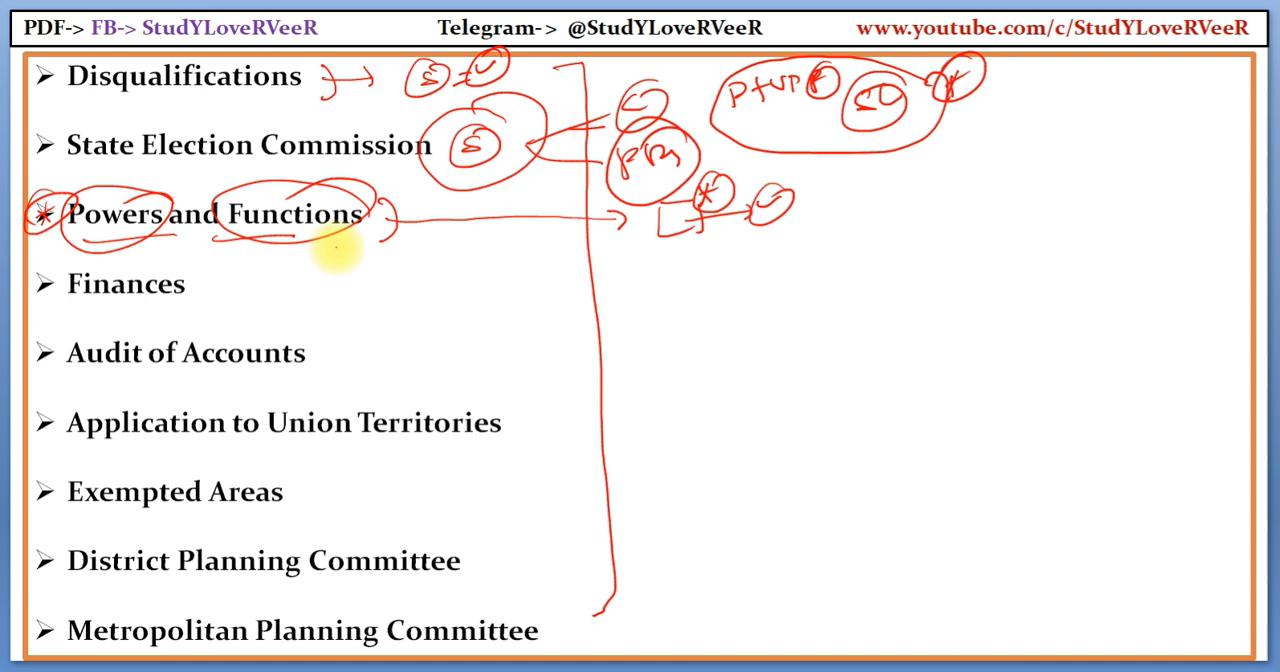 PDF-> FB-> StudYLoveRVeeR Telegram-> @StudYLoveRVeeR www.youtube.com/c/StudYLoveRVeeR
➤ Disqualifications
➤ State Election Commission
➤ Powers and Functions
➤ Finances
➤ Audit of Accounts
➤ Application to Union Territories
➤ Exempted Areas
➤ District Planning Committee
➤ Metropolitan Planning Committee